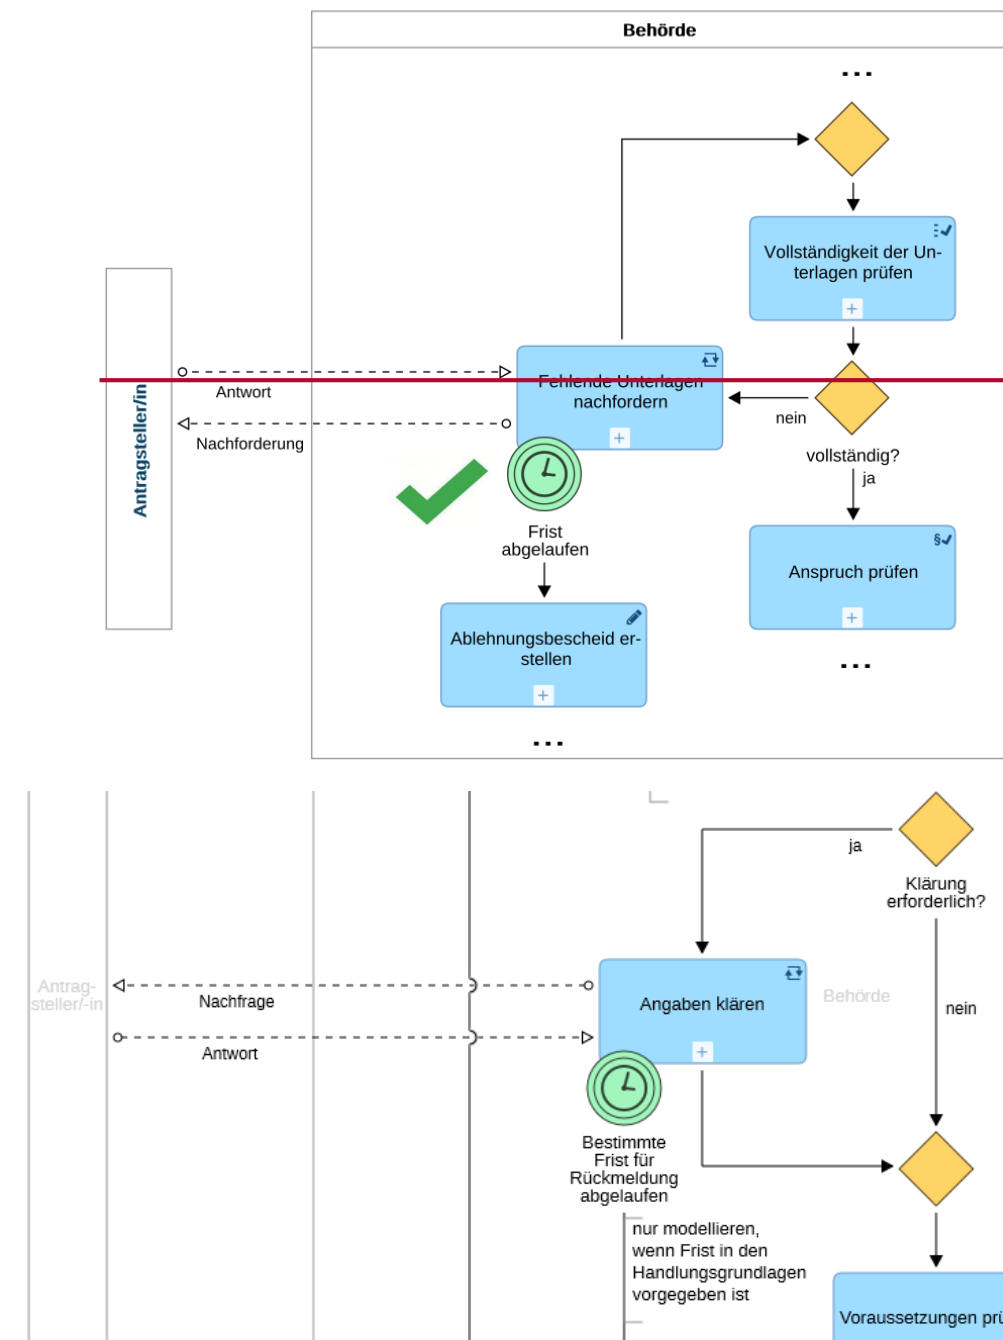 Behörde
...
Vollständigkeit der Un-
terlagen prüfen
Antwort
Fehlende Unterlagen
nachfordern
nein
Nachforderung
Antragsteller/in
vollständig?
ja
Frist
abgelaufen
§
Anspruch prüfen
Ablehnungsbescheid er-
stellen
...
...
ja
Klärung
erforderlich?
Antrag-
steller/-in
Nachfrage
Angaben klären
Behörde
nein
Antwort
Bestimmte
Frist für
Rückmeldung
abgelaufen
nur modellieren,
wenn Frist in den
Handlungsgrundlagen
vorgegeben ist
Voraussetzungen prü